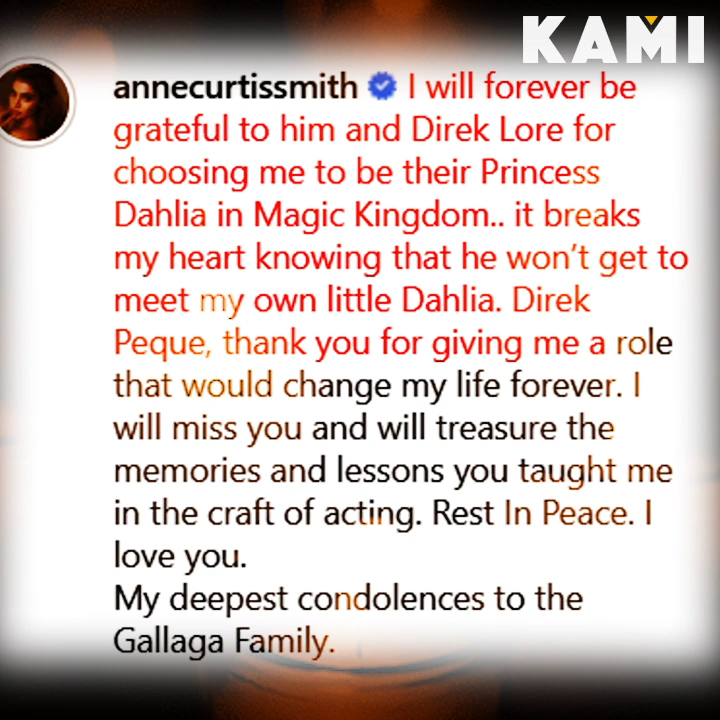 KAMI
annecurtissmith I will forever be
grateful to him and Direk Lore for
choosing me to be their Princess
Dahlia in Magic Kingdom.. it breaks
my heart knowing that he won't get to
meet my own little Dahlia. Direk
Peque, thank you for giving me a role
that would change my life forever. I
will miss you and will treasure the
memories and lessons you taught me
in the craft of acting. Rest In Peace. I
love you.
My deepest condolences to the
Gallaga Family.